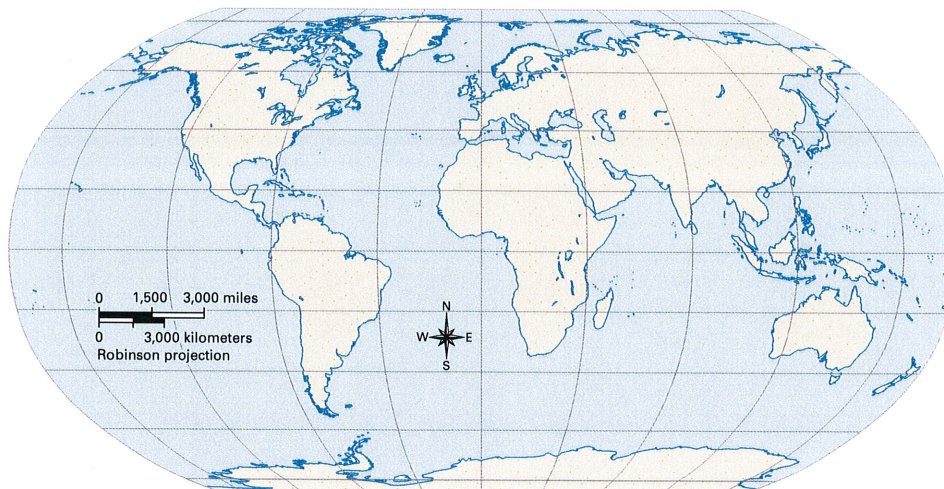 0 1,500 3,000 miles
0 3,000 kilometers
Robinson projection
N
W E
S